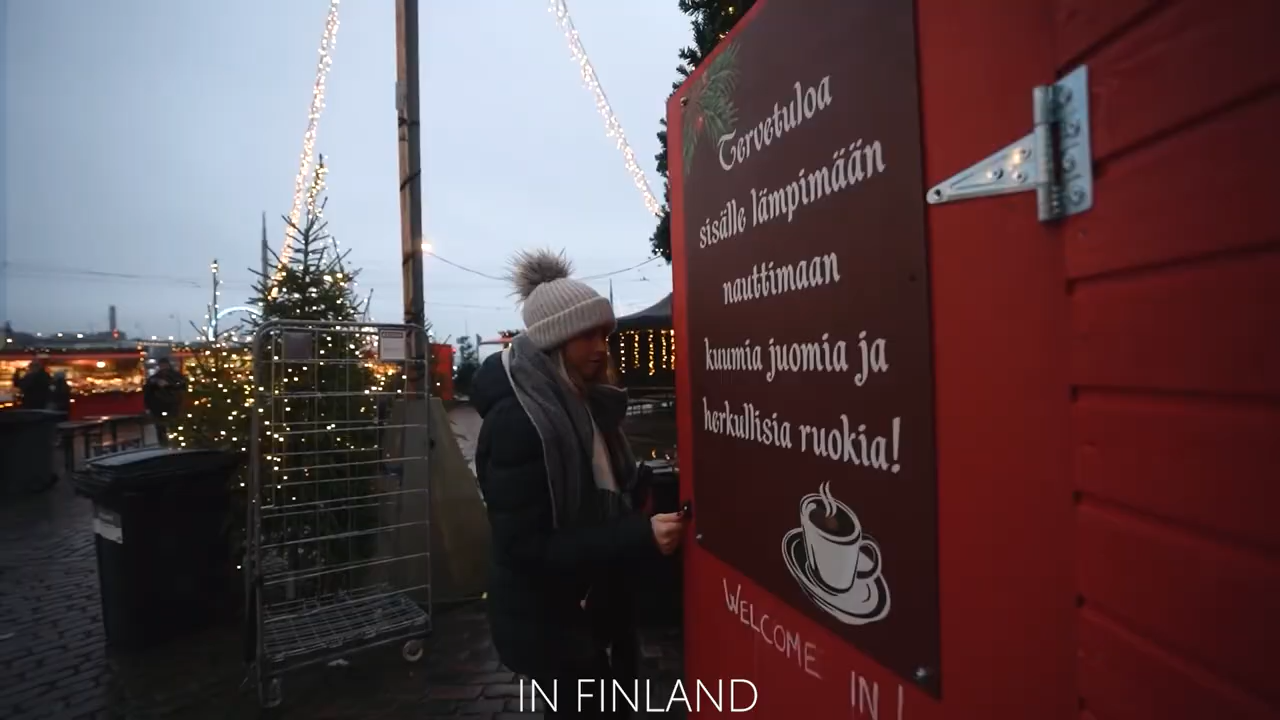 Tervetuloa
sisälle lämpimään
nauttimaan
kuumia juomia ja
herkullisia ruokia!
WELCOME IN !
IN FINLAND